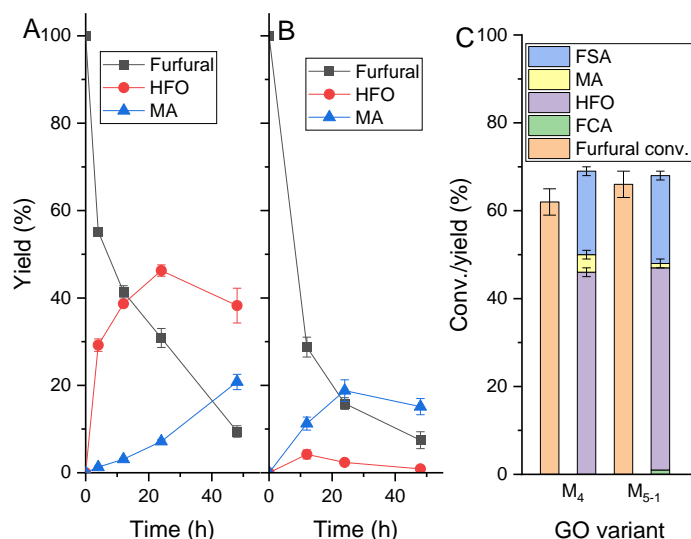 A
100
80
60
40
20
0
Yield (%)
0
20
40
Time (h)
Furfural
HFO
MA
B
0
20
40
Time (h)
Furfural
HFO
MA
C
100
80
60
40
20
0
Conv./yield (%)
FSA
MA
HFO
FCA
Furfural conv.
M4
M5-1
GO variant